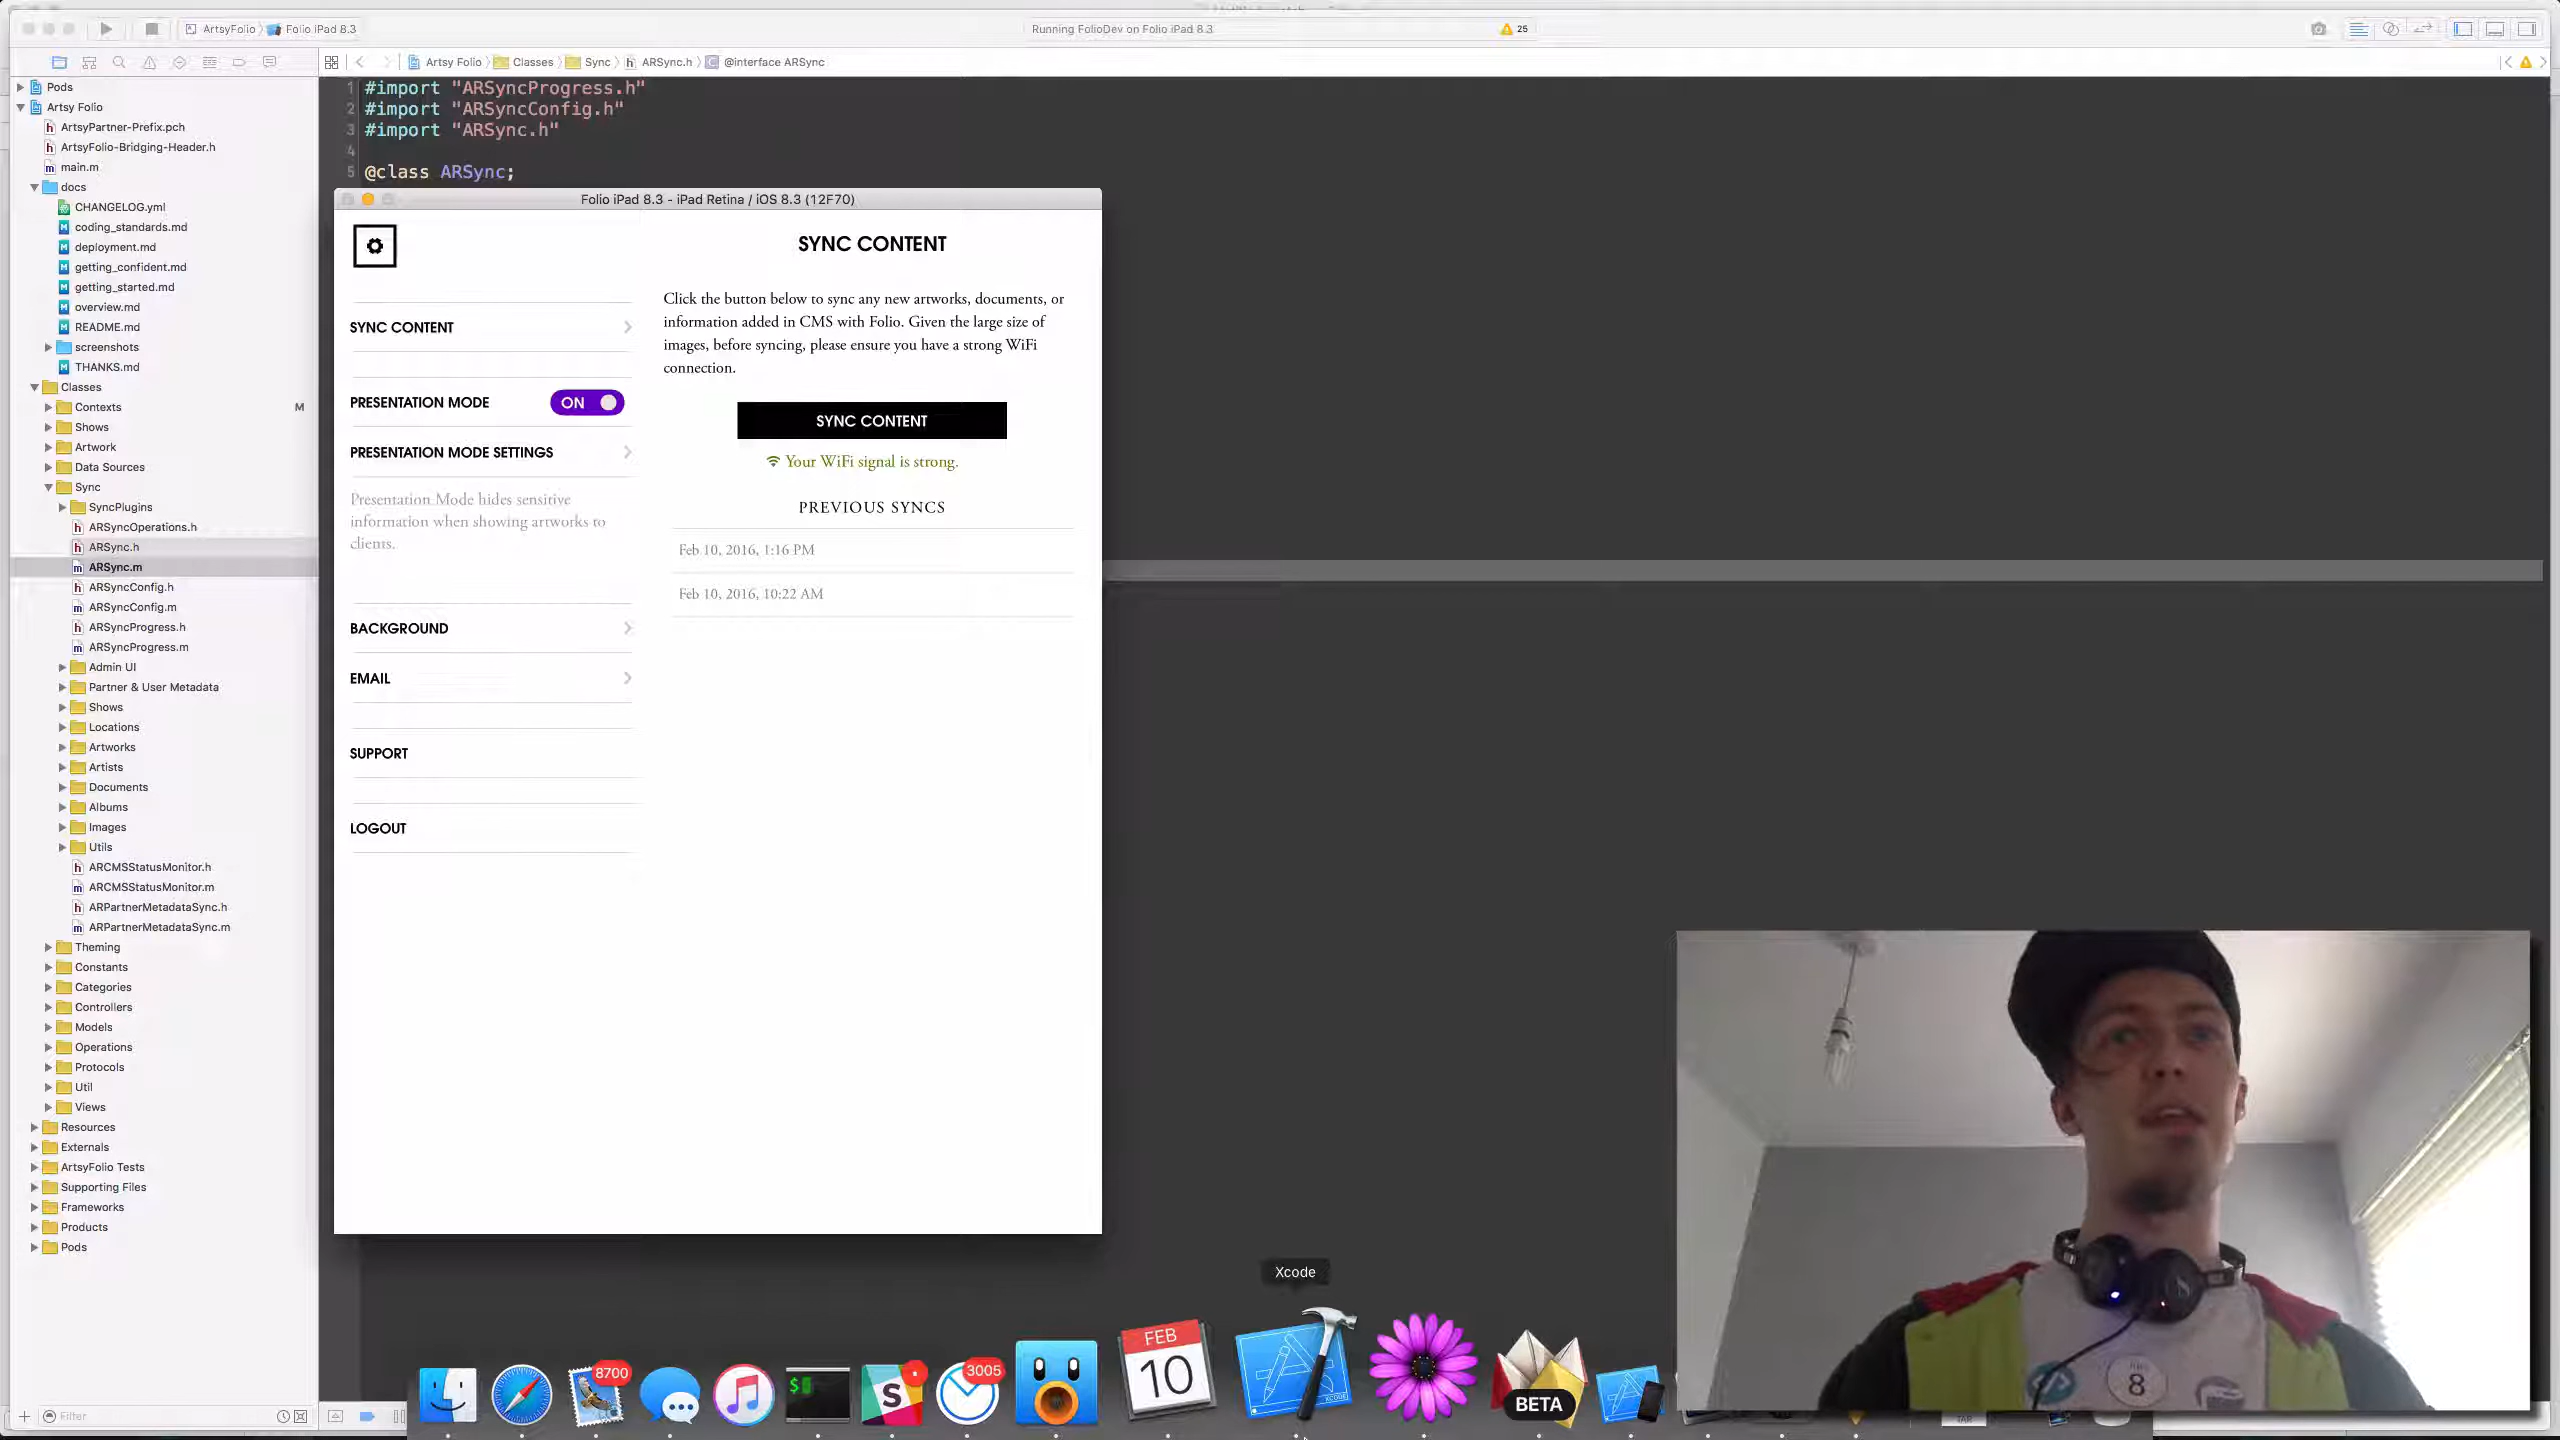 ArtsyFolio
Folio iPad 8.3
Running FolioDev on Folio iPad 8.3
25
Artsy Folio
Classes
Sync
ARSync.h
@interface ARSync
Pods
Artsy Folio
ArtsyPartner-Prefix.pch
ArtsyFolio-Bridging-Header.h
main.m
docs
CHANGELOG.yml
coding_standards.md
deployment.md
getting_confident.md
getting_started.md
overview.md
README.md
screenshots
THANKS.md
Classes
Contexts
M
Shows
Artwork
Data Sources
Sync
SyncPlugins
ARSyncOperations.h
ARSync.h
ARSync.m
ARSyncConfig.h
ARSyncConfig.m
ARSyncProgress.h
ARSyncProgress.m
Admin UI
Partner & User Metadata
Shows
Locations
Artworks
Artists
Documents
Albums
Images
Utils
ARCMSStatusMonitor.h
ARCMSStatusMonitor.m
ARPartnerMetadataSync.h
ARPartnerMetadataSync.m
Theming
Constants
Categories
Controllers
Models
Operations
Protocols
Util
Views
Resources
Externals
ArtsyFolio Tests
Supporting Files
Frameworks
Products
Pods
Filter
1 #import "ARSyncProgress.h"
2 #import "ARSyncConfig.h"
3 #import "ARSync.h"
4
5 @class ARSync;
Folio iPad 8.3 - iPad Retina / iOS 8.3 (12F70)
SYNC CONTENT
PRESENTATION MODE
ON
PRESENTATION MODE SETTINGS
Presentation Mode hides sensitive
information when showing artworks to
clients.
BACKGROUND
EMAIL
SUPPORT
LOGOUT
SYNC CONTENT
Click the button below to sync any new artworks, documents, or
information added in CMS with Folio. Given the large size of
images, before syncing, please ensure you have a strong WiFi
connection.
SYNC CONTENT
Your WiFi signal is strong.
PREVIOUS SYNCS
Feb 10, 2016, 1:16 PM
Feb 10, 2016, 10:22 AM
Xcode
8700
$
S
3005
FEB
10
BETA
TAR
8